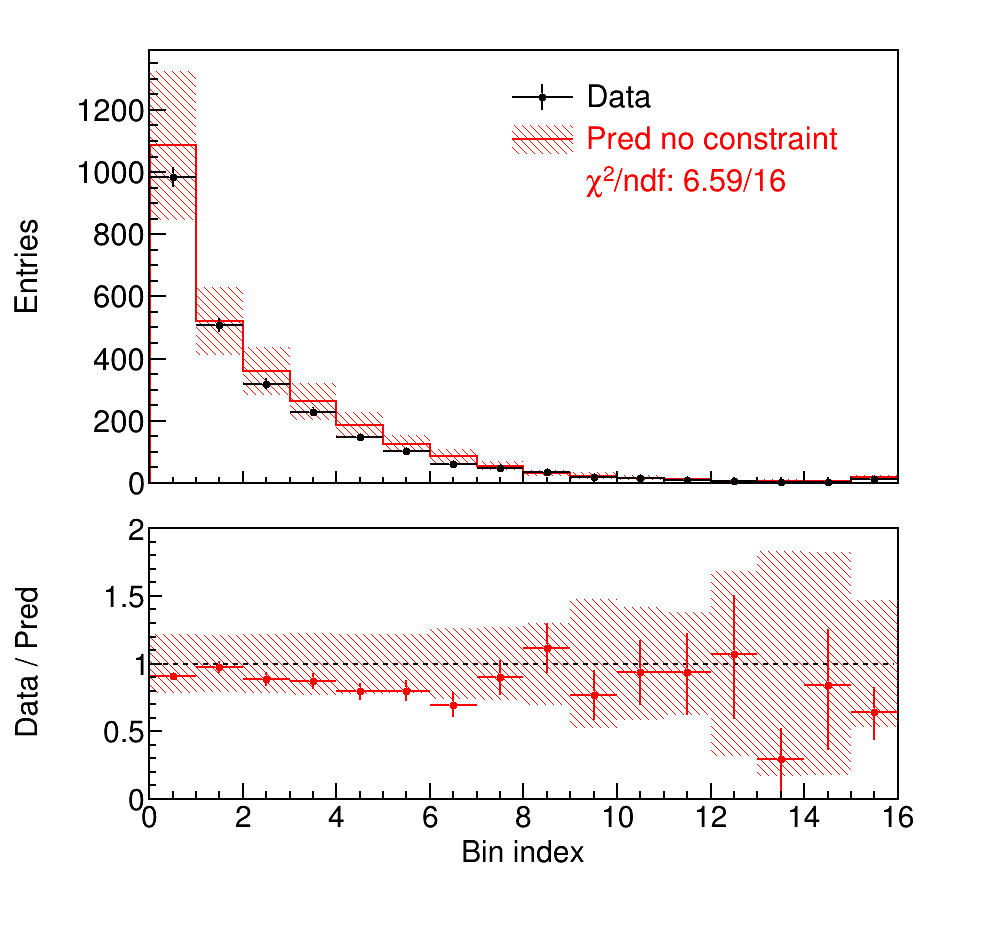 Entries
1200
1000
800
600
400
200
0
Data
Pred no constraint
χ²/ndf: 6.59/16
Data / Pred
2
1.5
1
0.5
0
0 2 4 6 8 10 12 14 16
Bin index